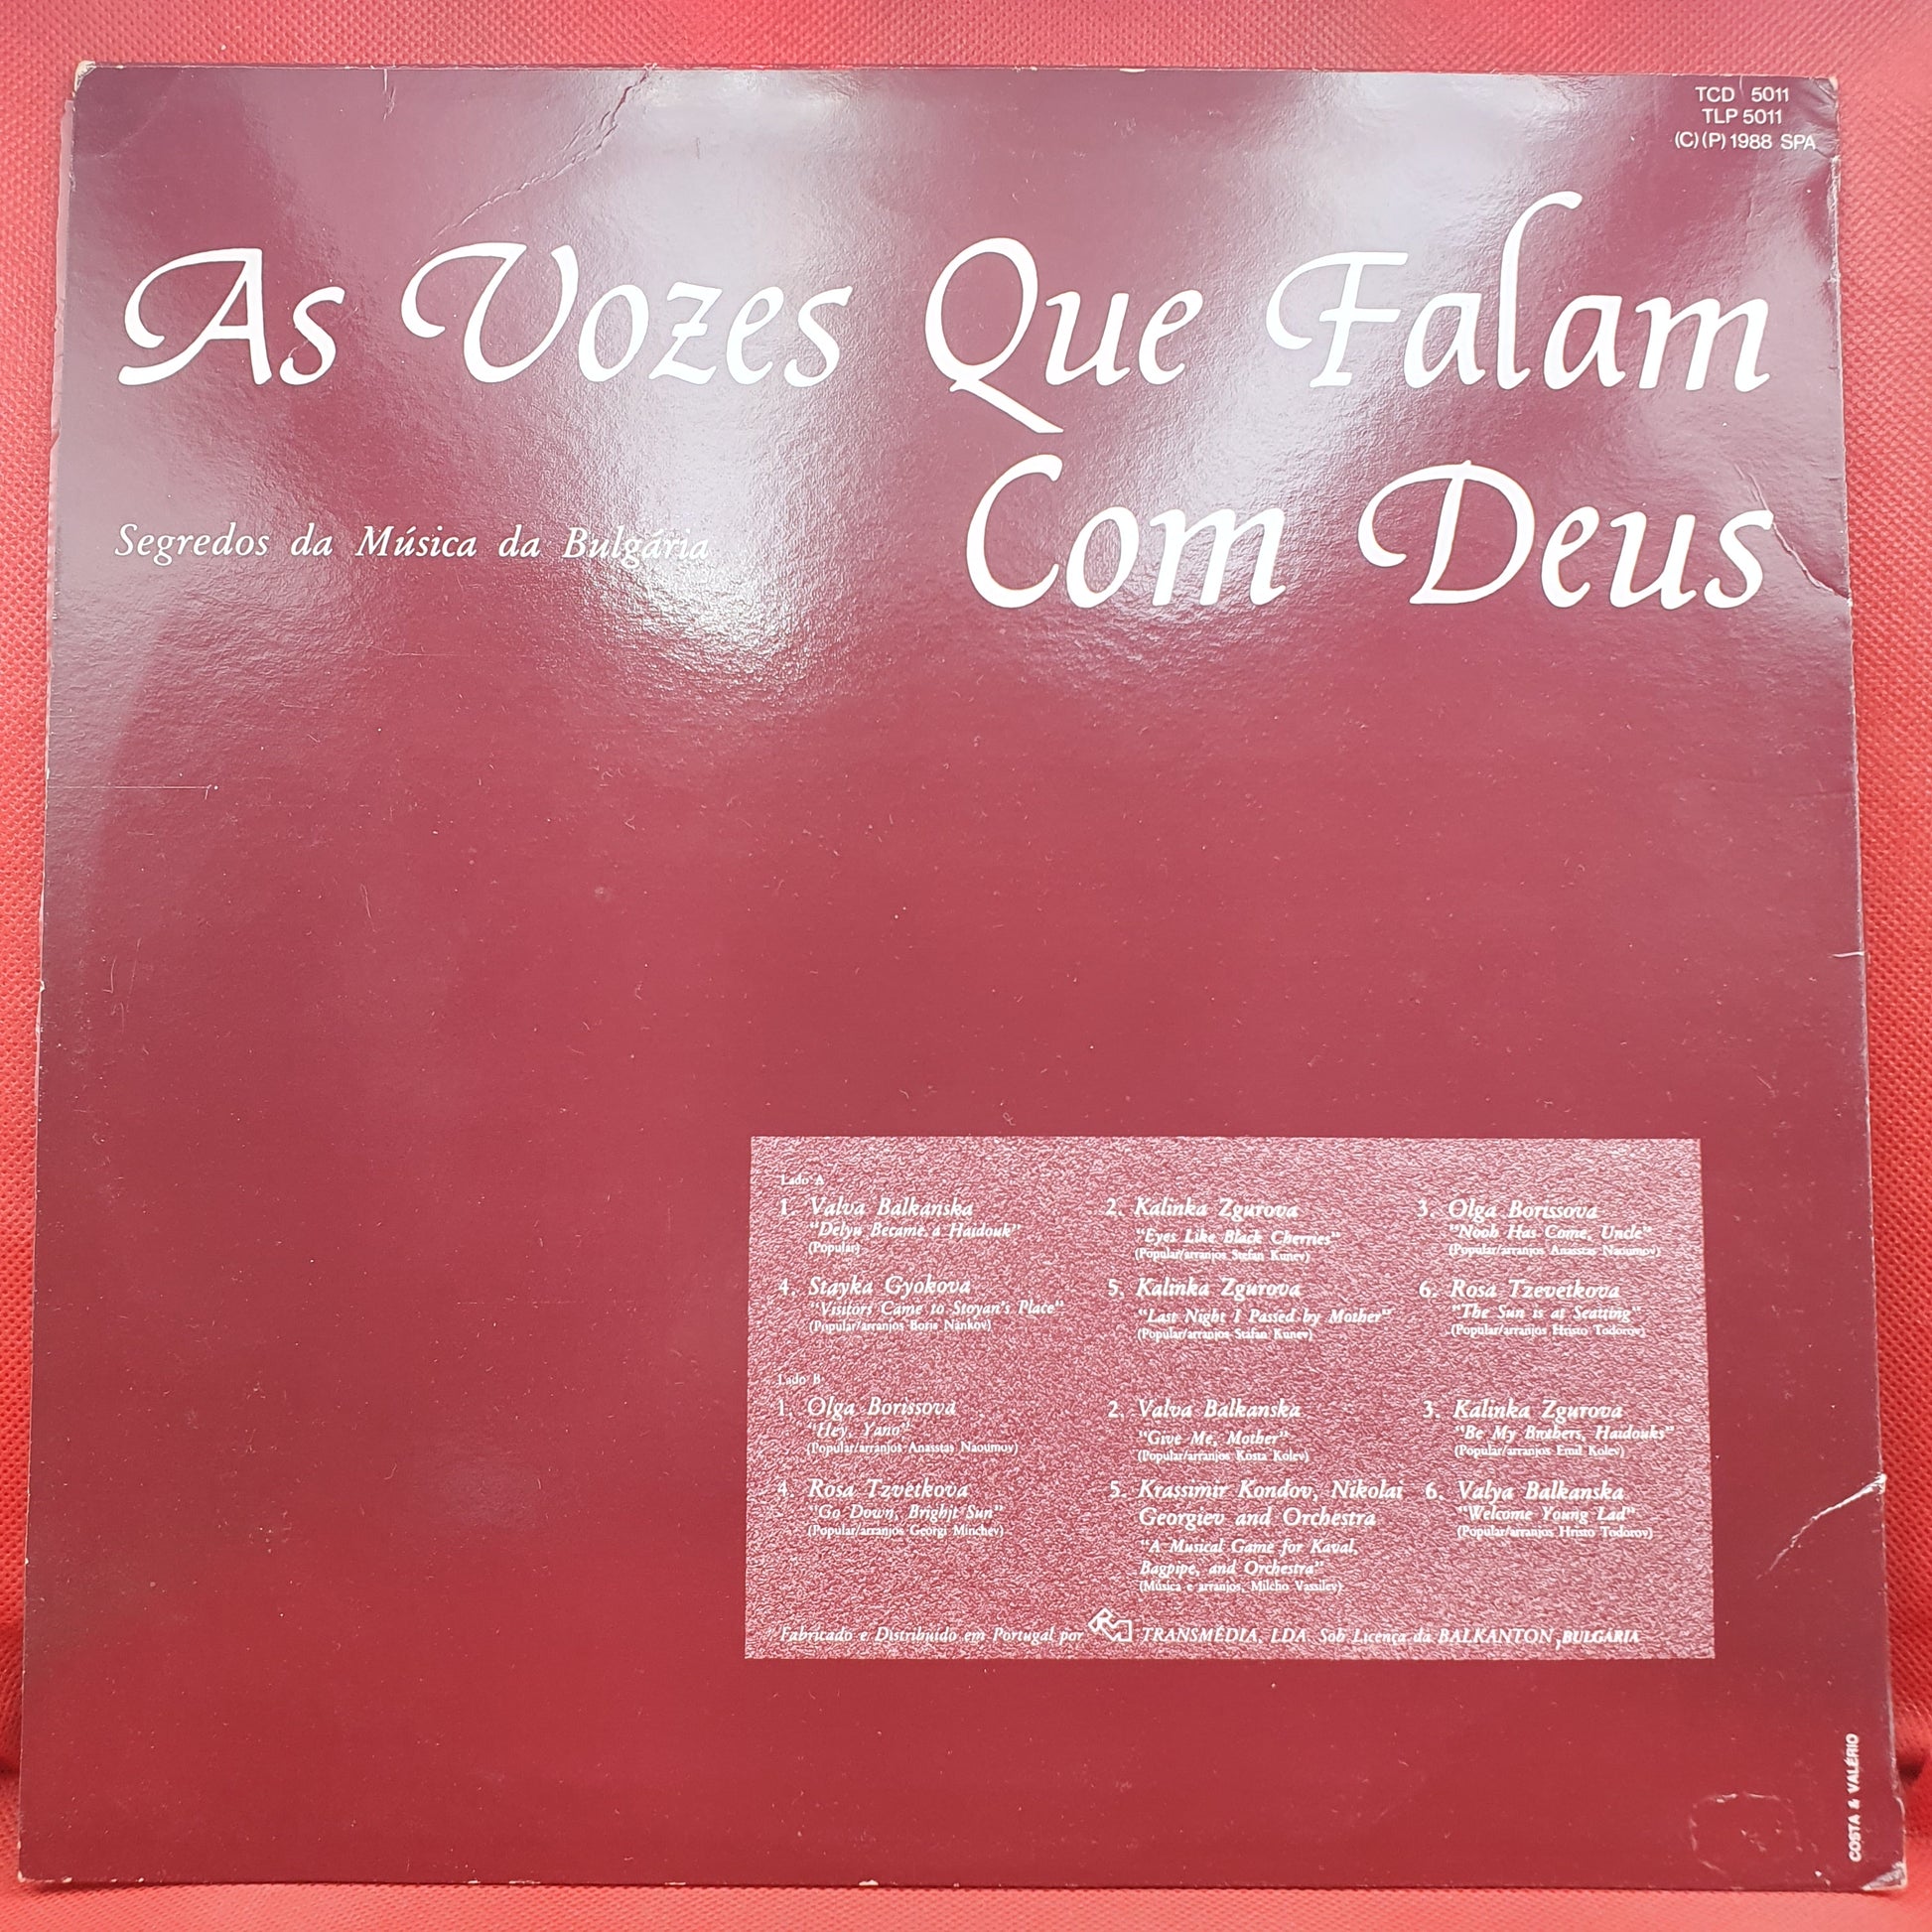 TCD 5011
TLP 5011
(C)(P) 1988 SPA
As Vozes Que Falam
Com Deus
Segredos da Música da Bulgária
Lado A
1. Valva Balkanska
"Delyu Became a Haidouk"
(Popular)
2. Kalinka Zgurova
"Eyes Like Black Cherries"
(Popular/arranjos Stefan Kunev)
3. Olga Borissova
"Noob Has Come, Uncle"
(Popular/arranjos Anasstas Naoumov)
4. Stayka Gyokova
"Visitors Came to Stoyan's Place"
(Popular/arranjos Boris Nankov)
5. Kalinka Zgurova
"Last Night I Passed by Mother"
(Popular/arranjos Stafan Kunev)
6. Rosa Tzevetkova
"The Sun is at Seatting"
(Popular/arranjos Hristo Todorov)
Lado B
1. Olga Borissova
"Hey, Yano"
(Popular/arranjos Anasstas Naoumov)
2. Valva Balkanska
"Give Me, Mother"
(Popular/arranjos Kosta Kolev)
3. Kalinka Zgurova
"Be My Brothers, Haidouks"
(Popular/arranjos Emil Kolev)
4. Rosa Tzvetkova
"Go Down, Brighjt Sun"
(Popular/arranjos Georgi Minchev)
5. Krassimir Kondov, Nikolai
Georgiev and Orchestra
"A Musical Game for Kaval,
Bagpipe, and Orchestra"
(Música e arranjos, Milcho Vassilev)
6. Valya Balkanska
"Welcome Young Lad"
(Popular/arranjos Hristo Todorov)
Fabricado e Distribuido em Portugal por TRANSMÉDIA, LDA. Sob Licença da BALKANTON, BULGÁRIA
COSTA & VALÉRIO